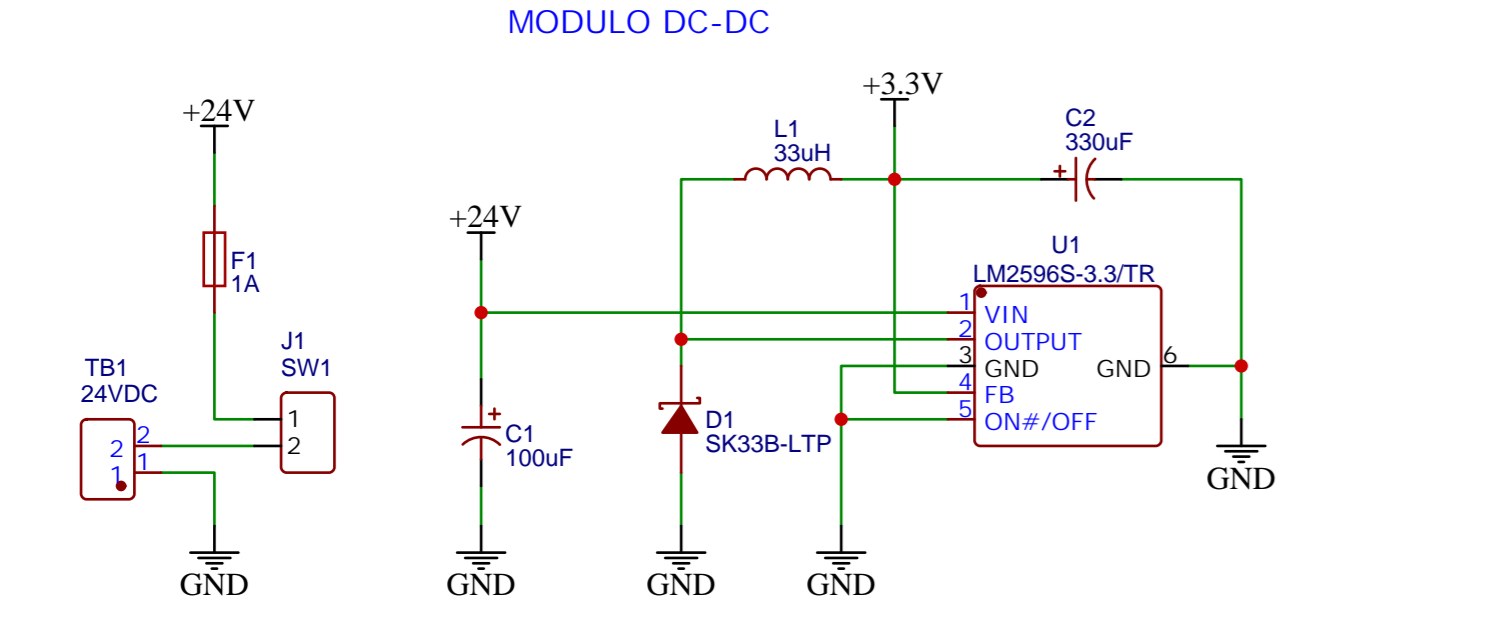 MODULO DC-DC
+24V
F1
1A
J1
SW1
1
2
TB1
24VDC
2
1
2
1
GND
+24V
C1
100uF
GND
L1
33uH
+3.3V
C2
330uF
D1
SK33B-LTP
GND
U1
LM2596S-3.3/TR
1
VIN
2
OUTPUT
3
GND
4
FB
5
ON#/OFF
GND
6
GND
GND